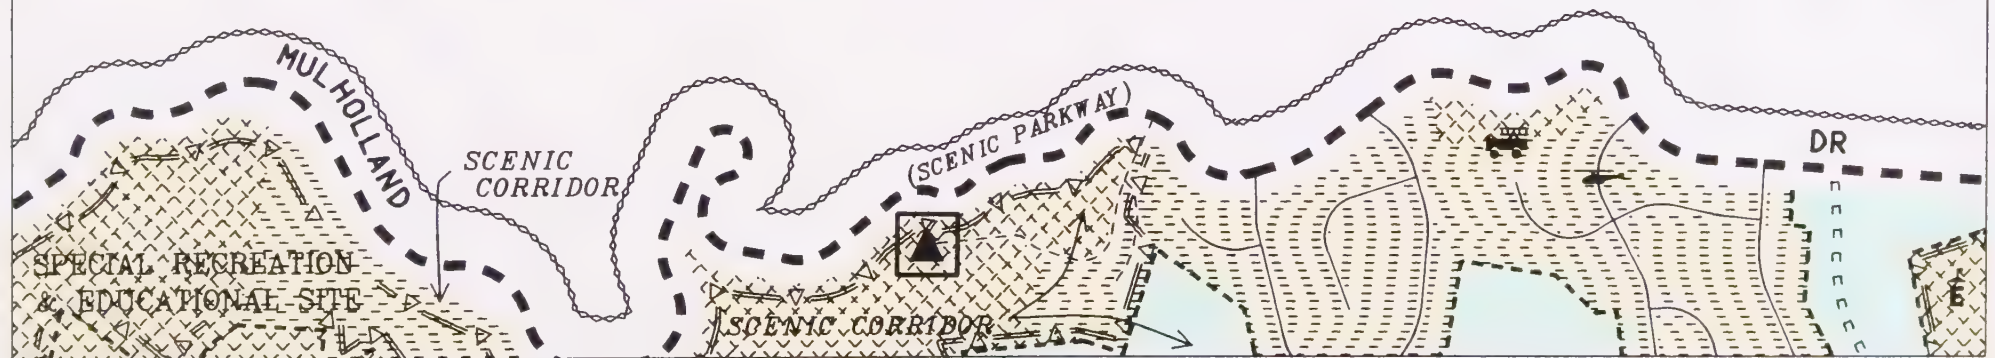 MULHOLLAND
SCENIC
CORRIDOR
(SCENIC PARKWAY)
DR
SPECIAL RECREATION
& EDUCATIONAL SITE
SCENIC CORRIDOR
E